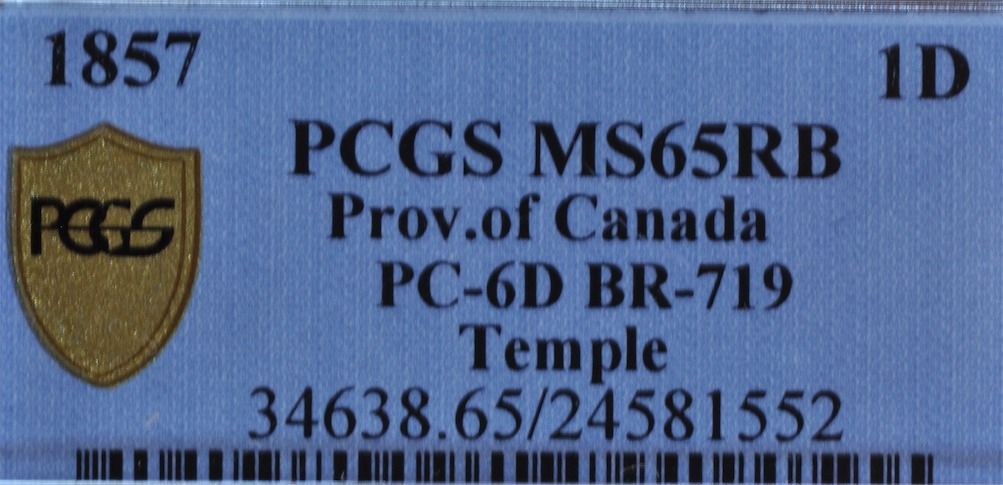 1857 1D
PCGS MS65RB
Prov.of Canada
PCGS
PC-6D BR-719
Temple
34638.65/24581552